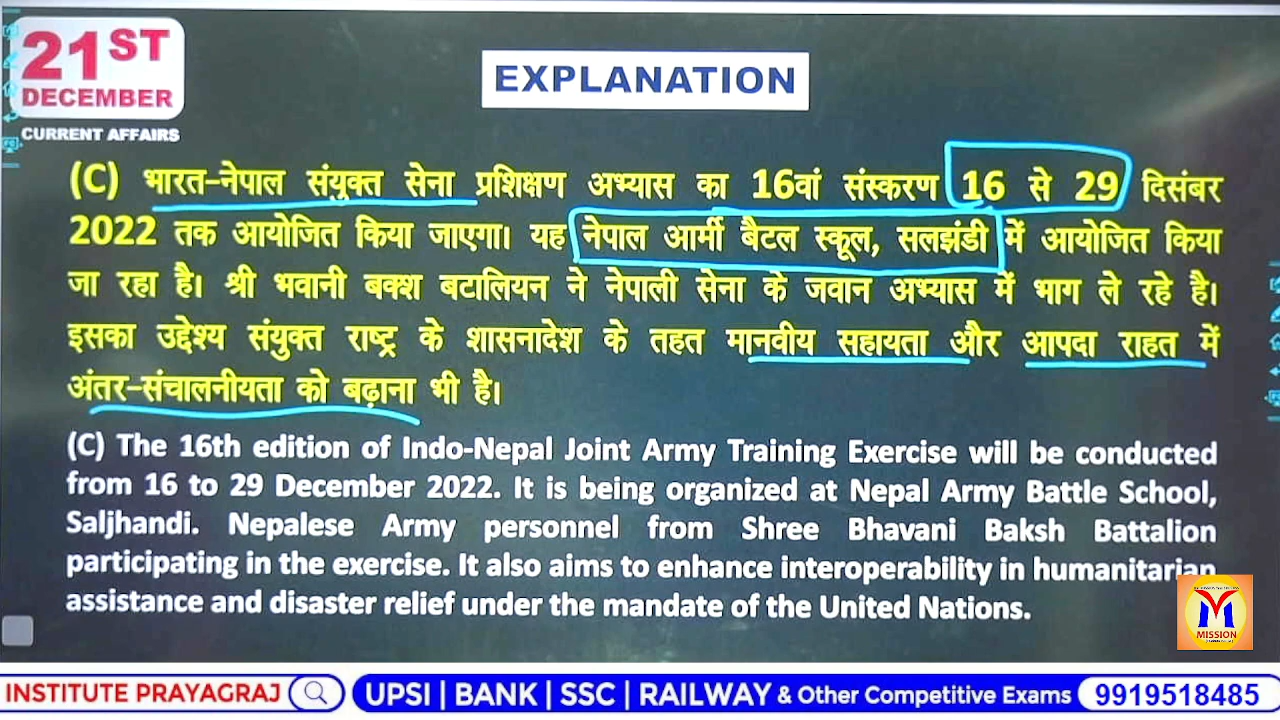 21ST
DECEMBER
CURRENT AFFAIRS
EXPLANATION
(C) भारत-नेपाल संयुक्त सेना प्रशिक्षण अभ्यास का 16वां संस्करण 16 से 29 दिसंबर
2022 तक आयोजित किया जाएगा। यह नेपाल आर्मी बैटल स्कूल, सलझंडी में आयोजित किया
जा रहा है। श्री भवानी बक्श बटालियन ने नेपाली सेना के जवान अभ्यास में भाग ले रहे है।
इसका उद्देश्य संयुक्त राष्ट्र के शासनादेश के तहत मानवीय सहायता और आपदा राहत में
अंतर-संचालनीयता को बढ़ाना भी है।
(C) The 16th edition of Indo-Nepal Joint Army Training Exercise will be conducted
from 16 to 29 December 2022. It is being organized at Nepal Army Battle School,
Saljhandi. Nepalese Army personnel from Shree Bhavani Baksh Battalion
participating in the exercise. It also aims to enhance interoperability in humanitarian
assistance and disaster relief under the mandate of the United Nations.
MISSION
INSTITUTE PRAYAGRAJ
UPSI | BANK | SSC | RAILWAY & Other Competitive Exams
9919518485